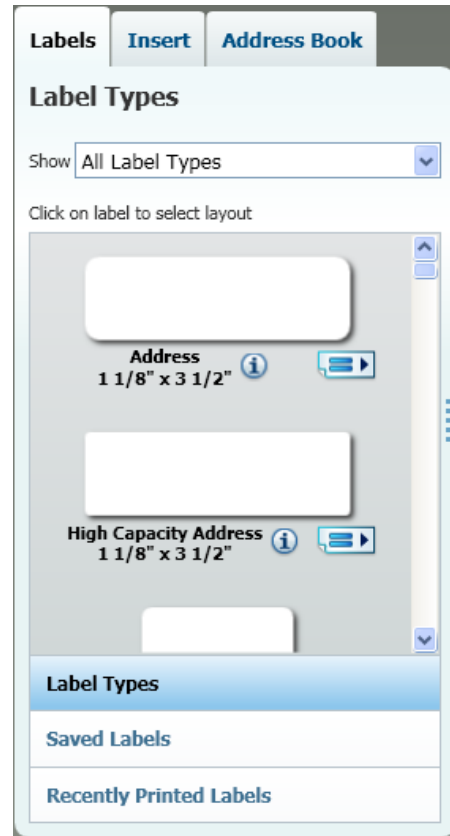 Labels Insert Address Book
Label Types
Show All Label Types
Click on label to select layout
Address
1 1/8" x 3 1/2"
High Capacity Address
1 1/8" x 3 1/2"
Label Types
Saved Labels
Recently Printed Labels